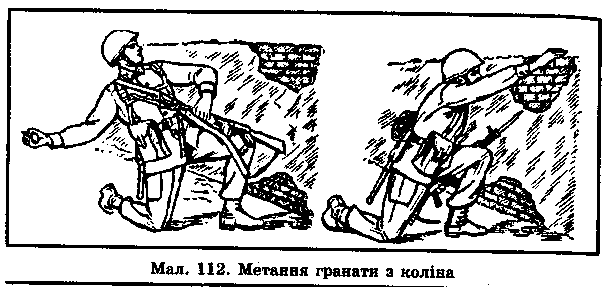 Мал. 112. Метання гранати з коліна